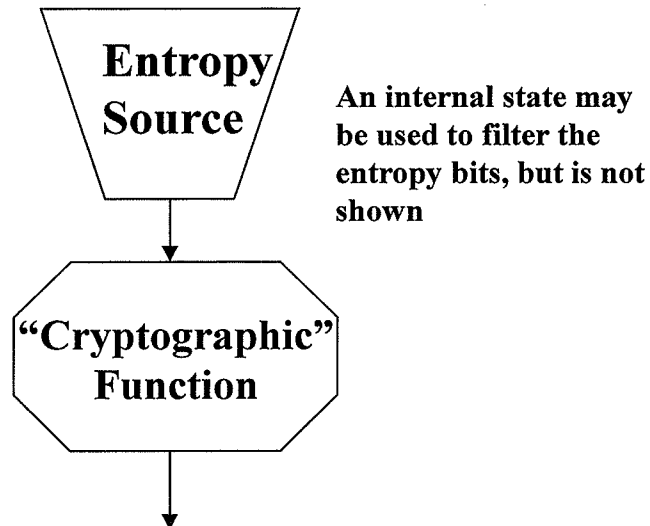 Entropy
Source
An internal state may
be used to filter the
entropy bits, but is not
shown
“Cryptographic”
Function